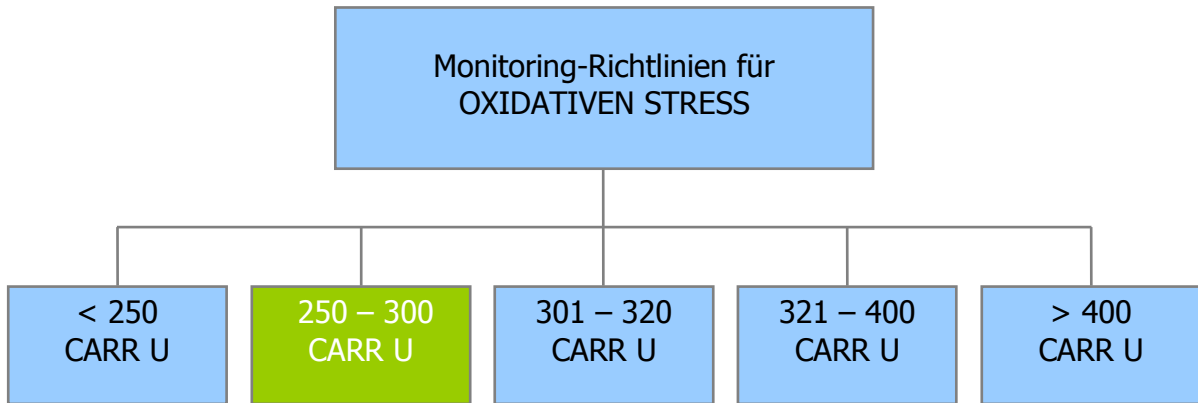 Monitoring-Richtlinien für
OXIDATIVEN STRESS
< 250
CARR U
250 – 300
CARR U
301 – 320
CARR U
321 – 400
CARR U
> 400
CARR U